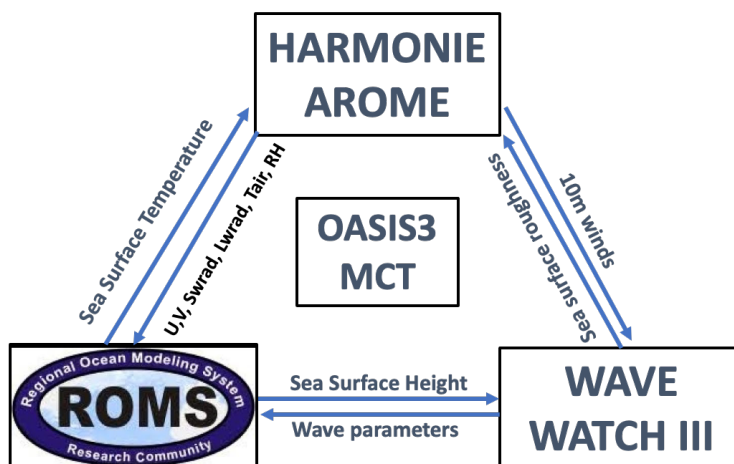 HARMONIE
AROME
Sea Surface Temperature
U,V, Swrad, Lwrad, Tair, RH
Sea surface roughness
10m winds
OASIS3
MCT
Regional Ocean Modeling System
ROMS
Research Community
Sea Surface Height
Wave parameters
WAVE
WATCH III